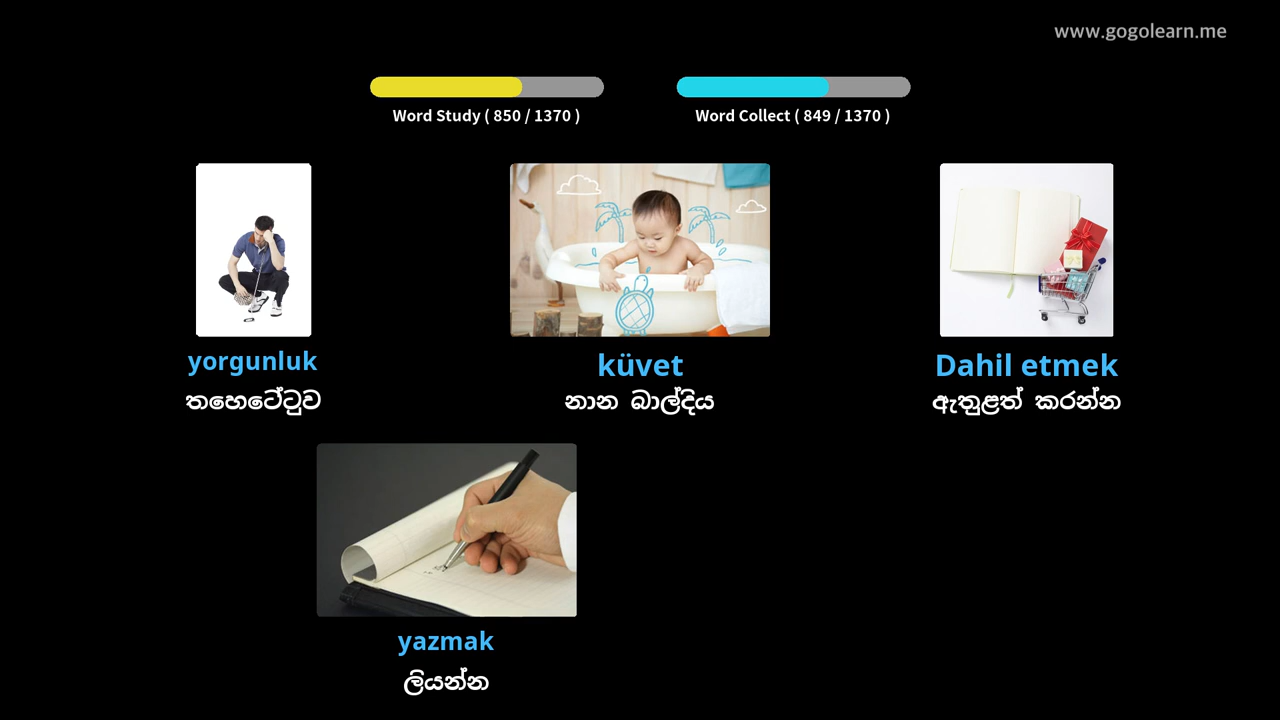 www.gogolearn.me
Word Study ( 850 / 1370 )
Word Collect ( 849 / 1370 )
yorgunluk
තහෙටේටුව
küvet
නාන බාල්දිය
Dahil etmek
ඇතුළත් කරන්න
yazmak
ලියන්න